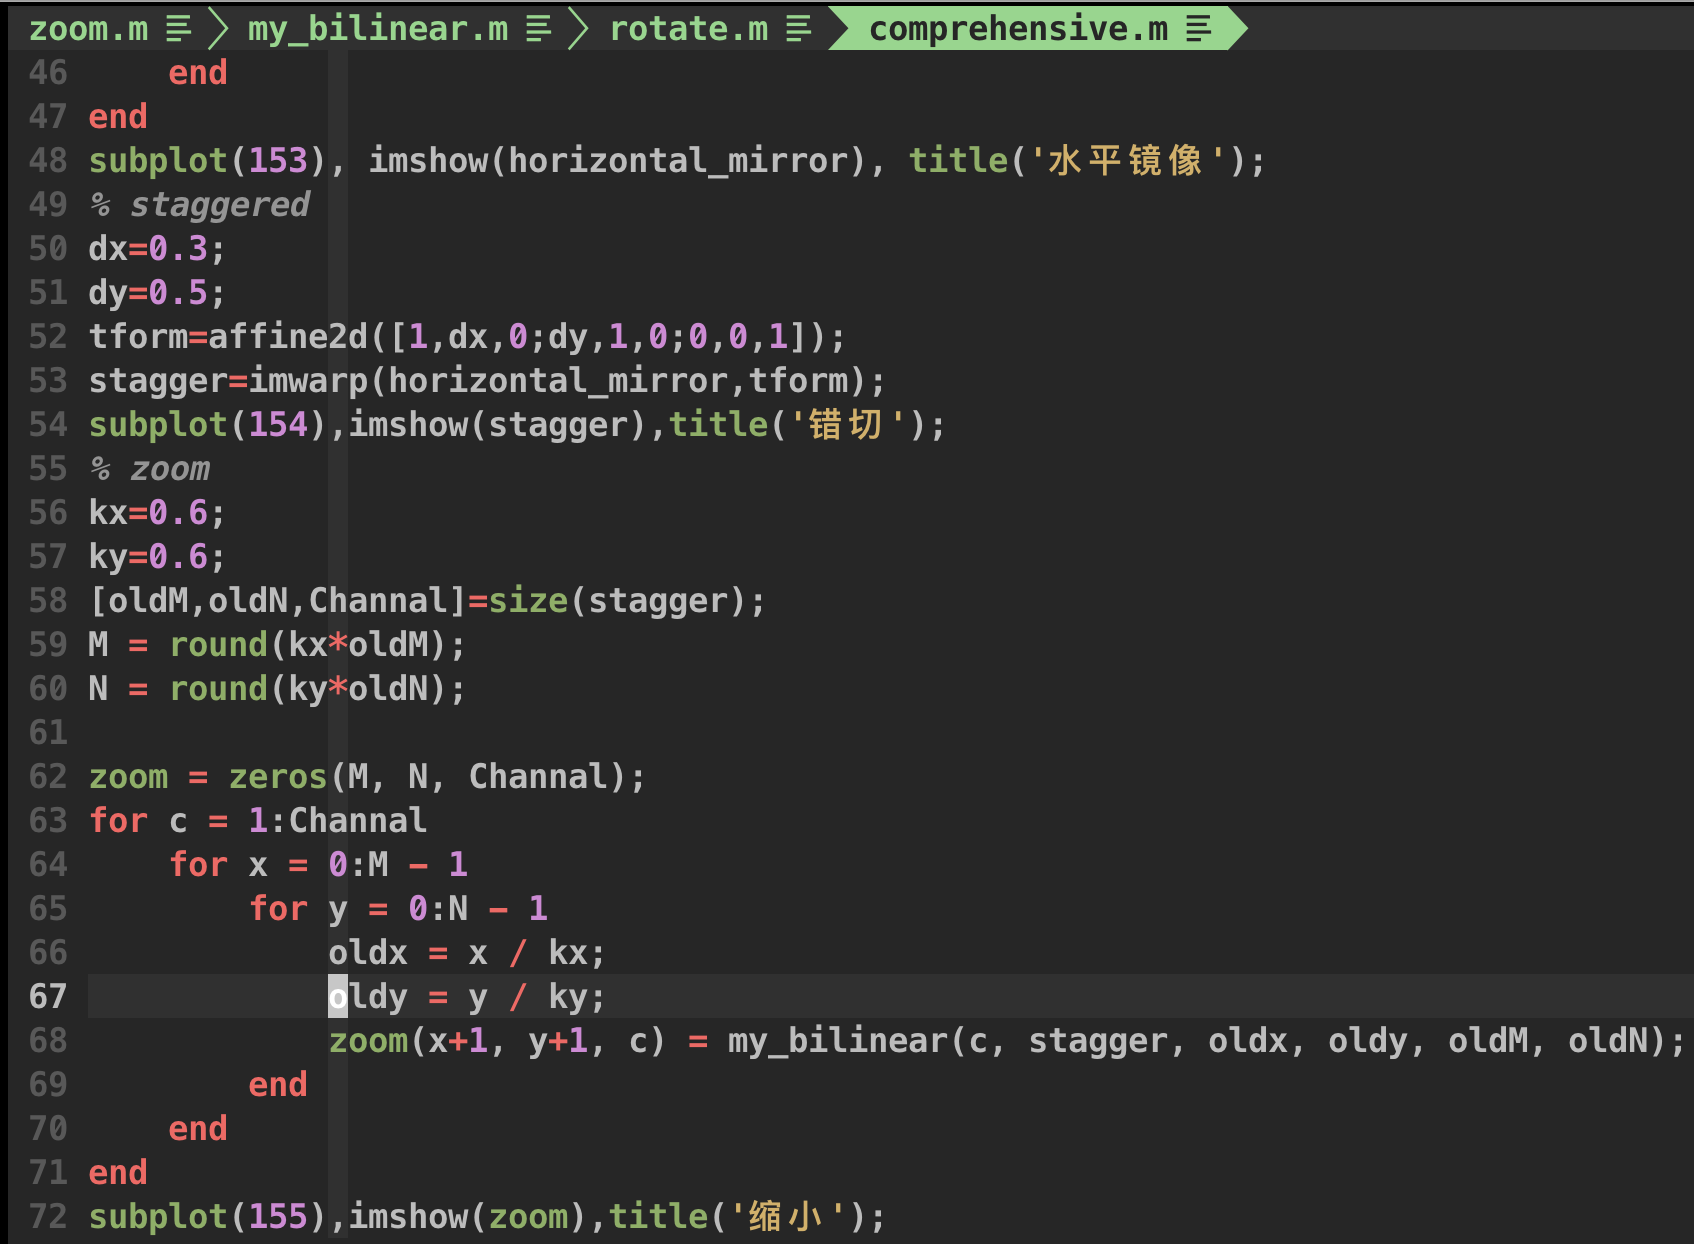 zoom.m my_bilinear.m rotate.m comprehensive.m
46     end
47 end
48 subplot(153), imshow(horizontal_mirror), title('水平镜像');
49 % staggered
50 dx=0.3;
51 dy=0.5;
52 tform=affine2d([1,dx,0;dy,1,0;0,0,1]);
53 stagger=imwarp(horizontal_mirror,tform);
54 subplot(154),imshow(stagger),title('错切');
55 % zoom
56 kx=0.6;
57 ky=0.6;
58 [oldM,oldN,Channal]=size(stagger);
59 M = round(kx*oldM);
60 N = round(ky*oldN);
61
62 zoom = zeros(M, N, Channal);
63 for c = 1:Channal
64     for x = 0:M - 1
65         for y = 0:N - 1
66             oldx = x / kx;
67             oldy = y / ky;
68             zoom(x+1, y+1, c) = my_bilinear(c, stagger, oldx, oldy, oldM, oldN);
69         end
70     end
71 end
72 subplot(155),imshow(zoom),title('缩小');